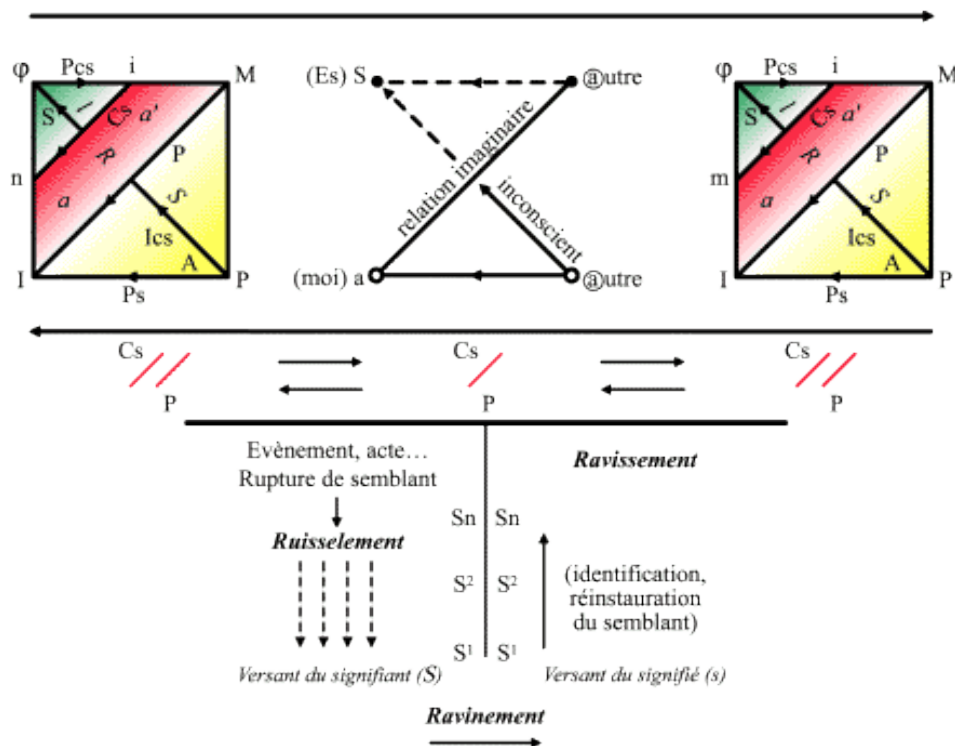 φ Pcs i M
S I Cs a'
R P
n a S
Ics
A
I Ps P
(Es) S @utre
relation imaginaire
inconscient
(moi) a @utre
φ Pcs i M
S I Cs a'
R P
m a S
Ics
A
I Ps P
Cs // P
Cs / P
Cs // P
Evènement, acte…
Rupture de semblant
Ruisselement
Versant du signifiant (S)
Sn Sn
S² S²
S¹ S¹
Ravissement
(identification,
réinstauration
du semblant)
Versant du signifié (s)
Ravinement